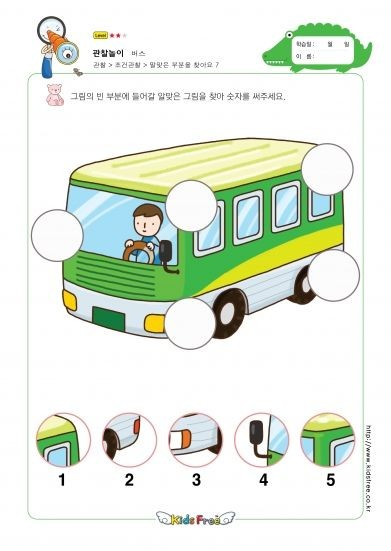 Level ★★★
관찰놀이 버스
관찰 > 조건관찰 > 알맞은 부분을 찾아요 7
학습일 : 월 일
이 름 :
그림의 빈 부분에 들어갈 알맞은 그림을 찾아 숫자를 써주세요.
1 2 3 4 5
http://www.kidsfree.co.kr
Kids Free